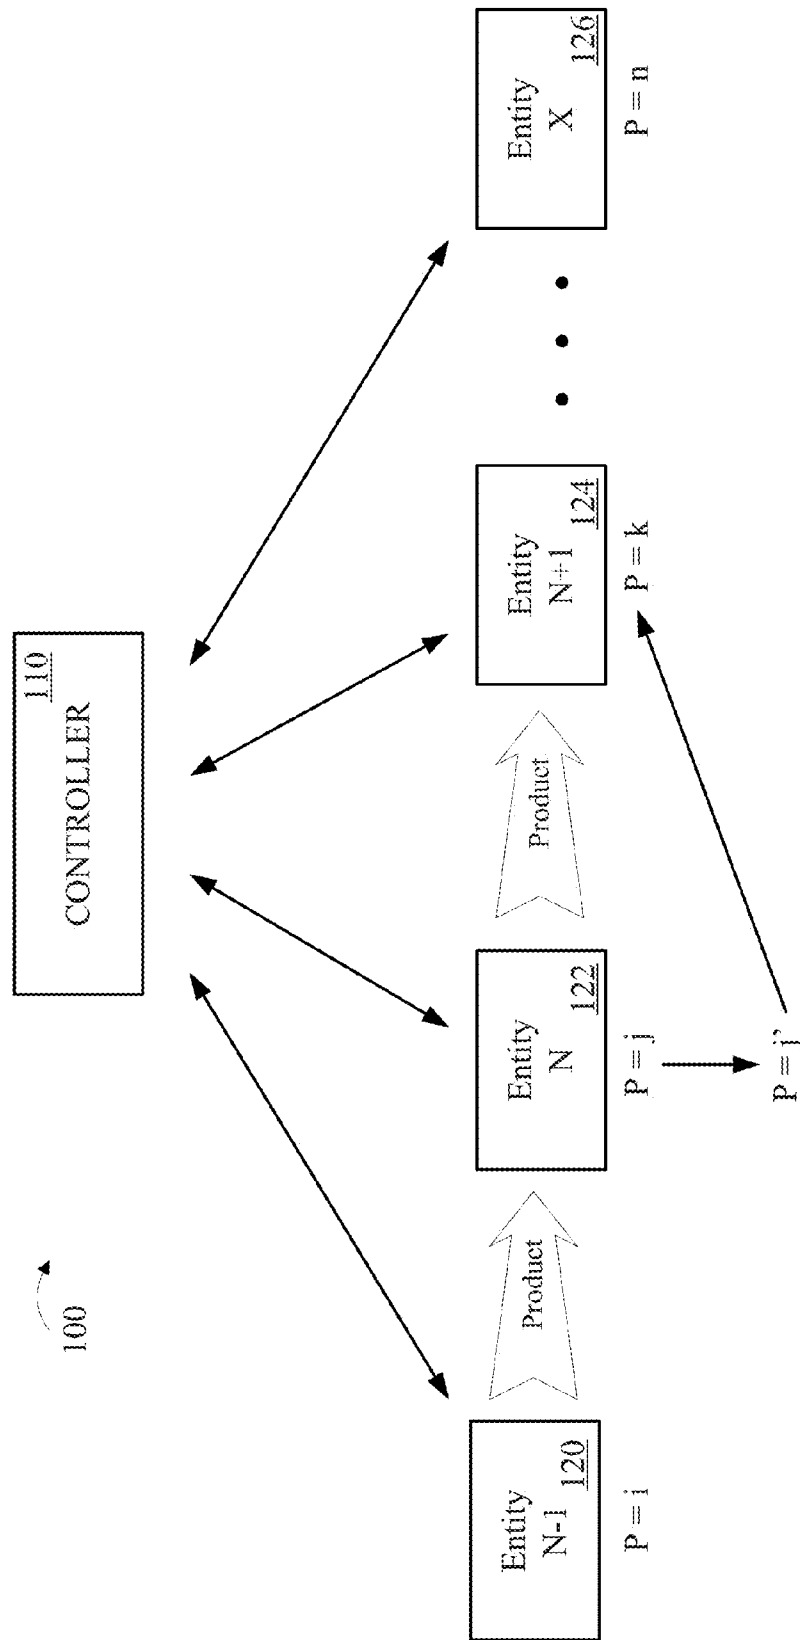 100
CONTROLLER
110
Entity
N-1
120
P = i
Product
Entity
N
122
P = j
P = j’
Product
Entity
N+1
124
P = k
Entity
X
126
P = n